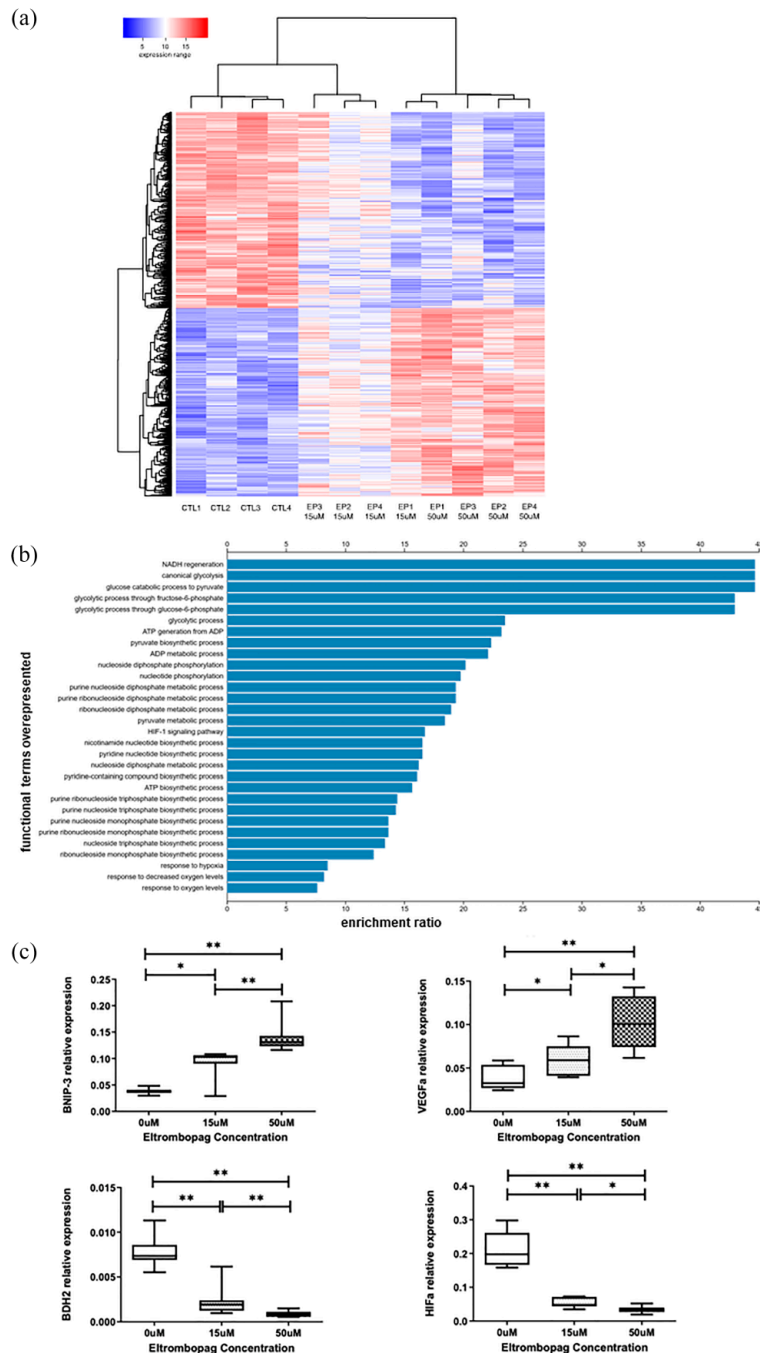 (a)
5 10 15
expression range
CTL1 CTL2 CTL3 CTL4 EP3 15uM EP2 15uM EP4 15uM EP1 15uM EP1 50uM EP3 50uM EP2 50uM EP4 50uM
(b)
0 5 10 15 20 25 30 35 40 45
functional terms overrepresented
NADH regeneration
canonical glycolysis
glucose catabolic process to pyruvate
glycolytic process through fructose-6-phosphate
glycolytic process through glucose-6-phosphate
glycolytic process
ATP generation from ADP
pyruvate biosynthetic process
ADP metabolic process
nucleoside diphosphate phosphorylation
nucleotide phosphorylation
purine nucleoside diphosphate metabolic process
purine ribonucleoside diphosphate metabolic process
ribonucleoside diphosphate metabolic process
pyruvate metabolic process
HIF-1 signaling pathway
nicotinamide nucleotide biosynthetic process
pyridine nucleotide biosynthetic process
nucleoside diphosphate metabolic process
pyridine-containing compound biosynthetic process
ATP biosynthetic process
purine ribonucleoside triphosphate biosynthetic process
purine nucleoside triphosphate biosynthetic process
purine nucleoside monophosphate biosynthetic process
purine ribonucleoside monophosphate biosynthetic process
nucleoside triphosphate biosynthetic process
ribonucleoside monophosphate biosynthetic process
response to hypoxia
response to decreased oxygen levels
response to oxygen levels
0 5 10 15 20 25 30 35 40 45
enrichment ratio
(c)
BNIP-3 relative expression
0.25
0.20
0.15
0.10
0.05
0.00
**
*
**
0uM 15uM 50uM
Eltrombopag Concentration
VEGFa relative expression
0.15
0.10
0.05
0.00
**
*
*
0uM 15uM 50uM
Eltrombopag Concentration
BDH2 relative expression
0.015
0.010
0.005
0.000
**
**
**
0uM 15uM 50uM
Eltrombopag Concentration
HIFa relative expression
0.4
0.3
0.2
0.1
0.0
**
**
*
0uM 15uM 50uM
Eltrombopag Concentration